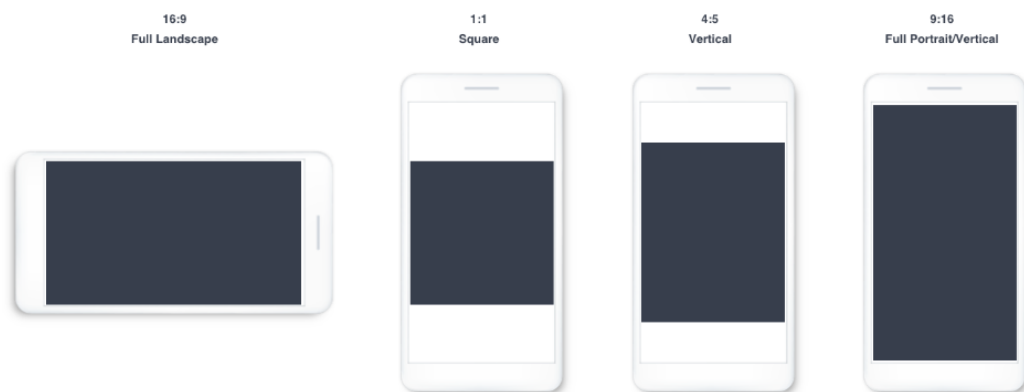 16:9
Full Landscape
1:1
Square
4:5
Vertical
9:16
Full Portrait/Vertical